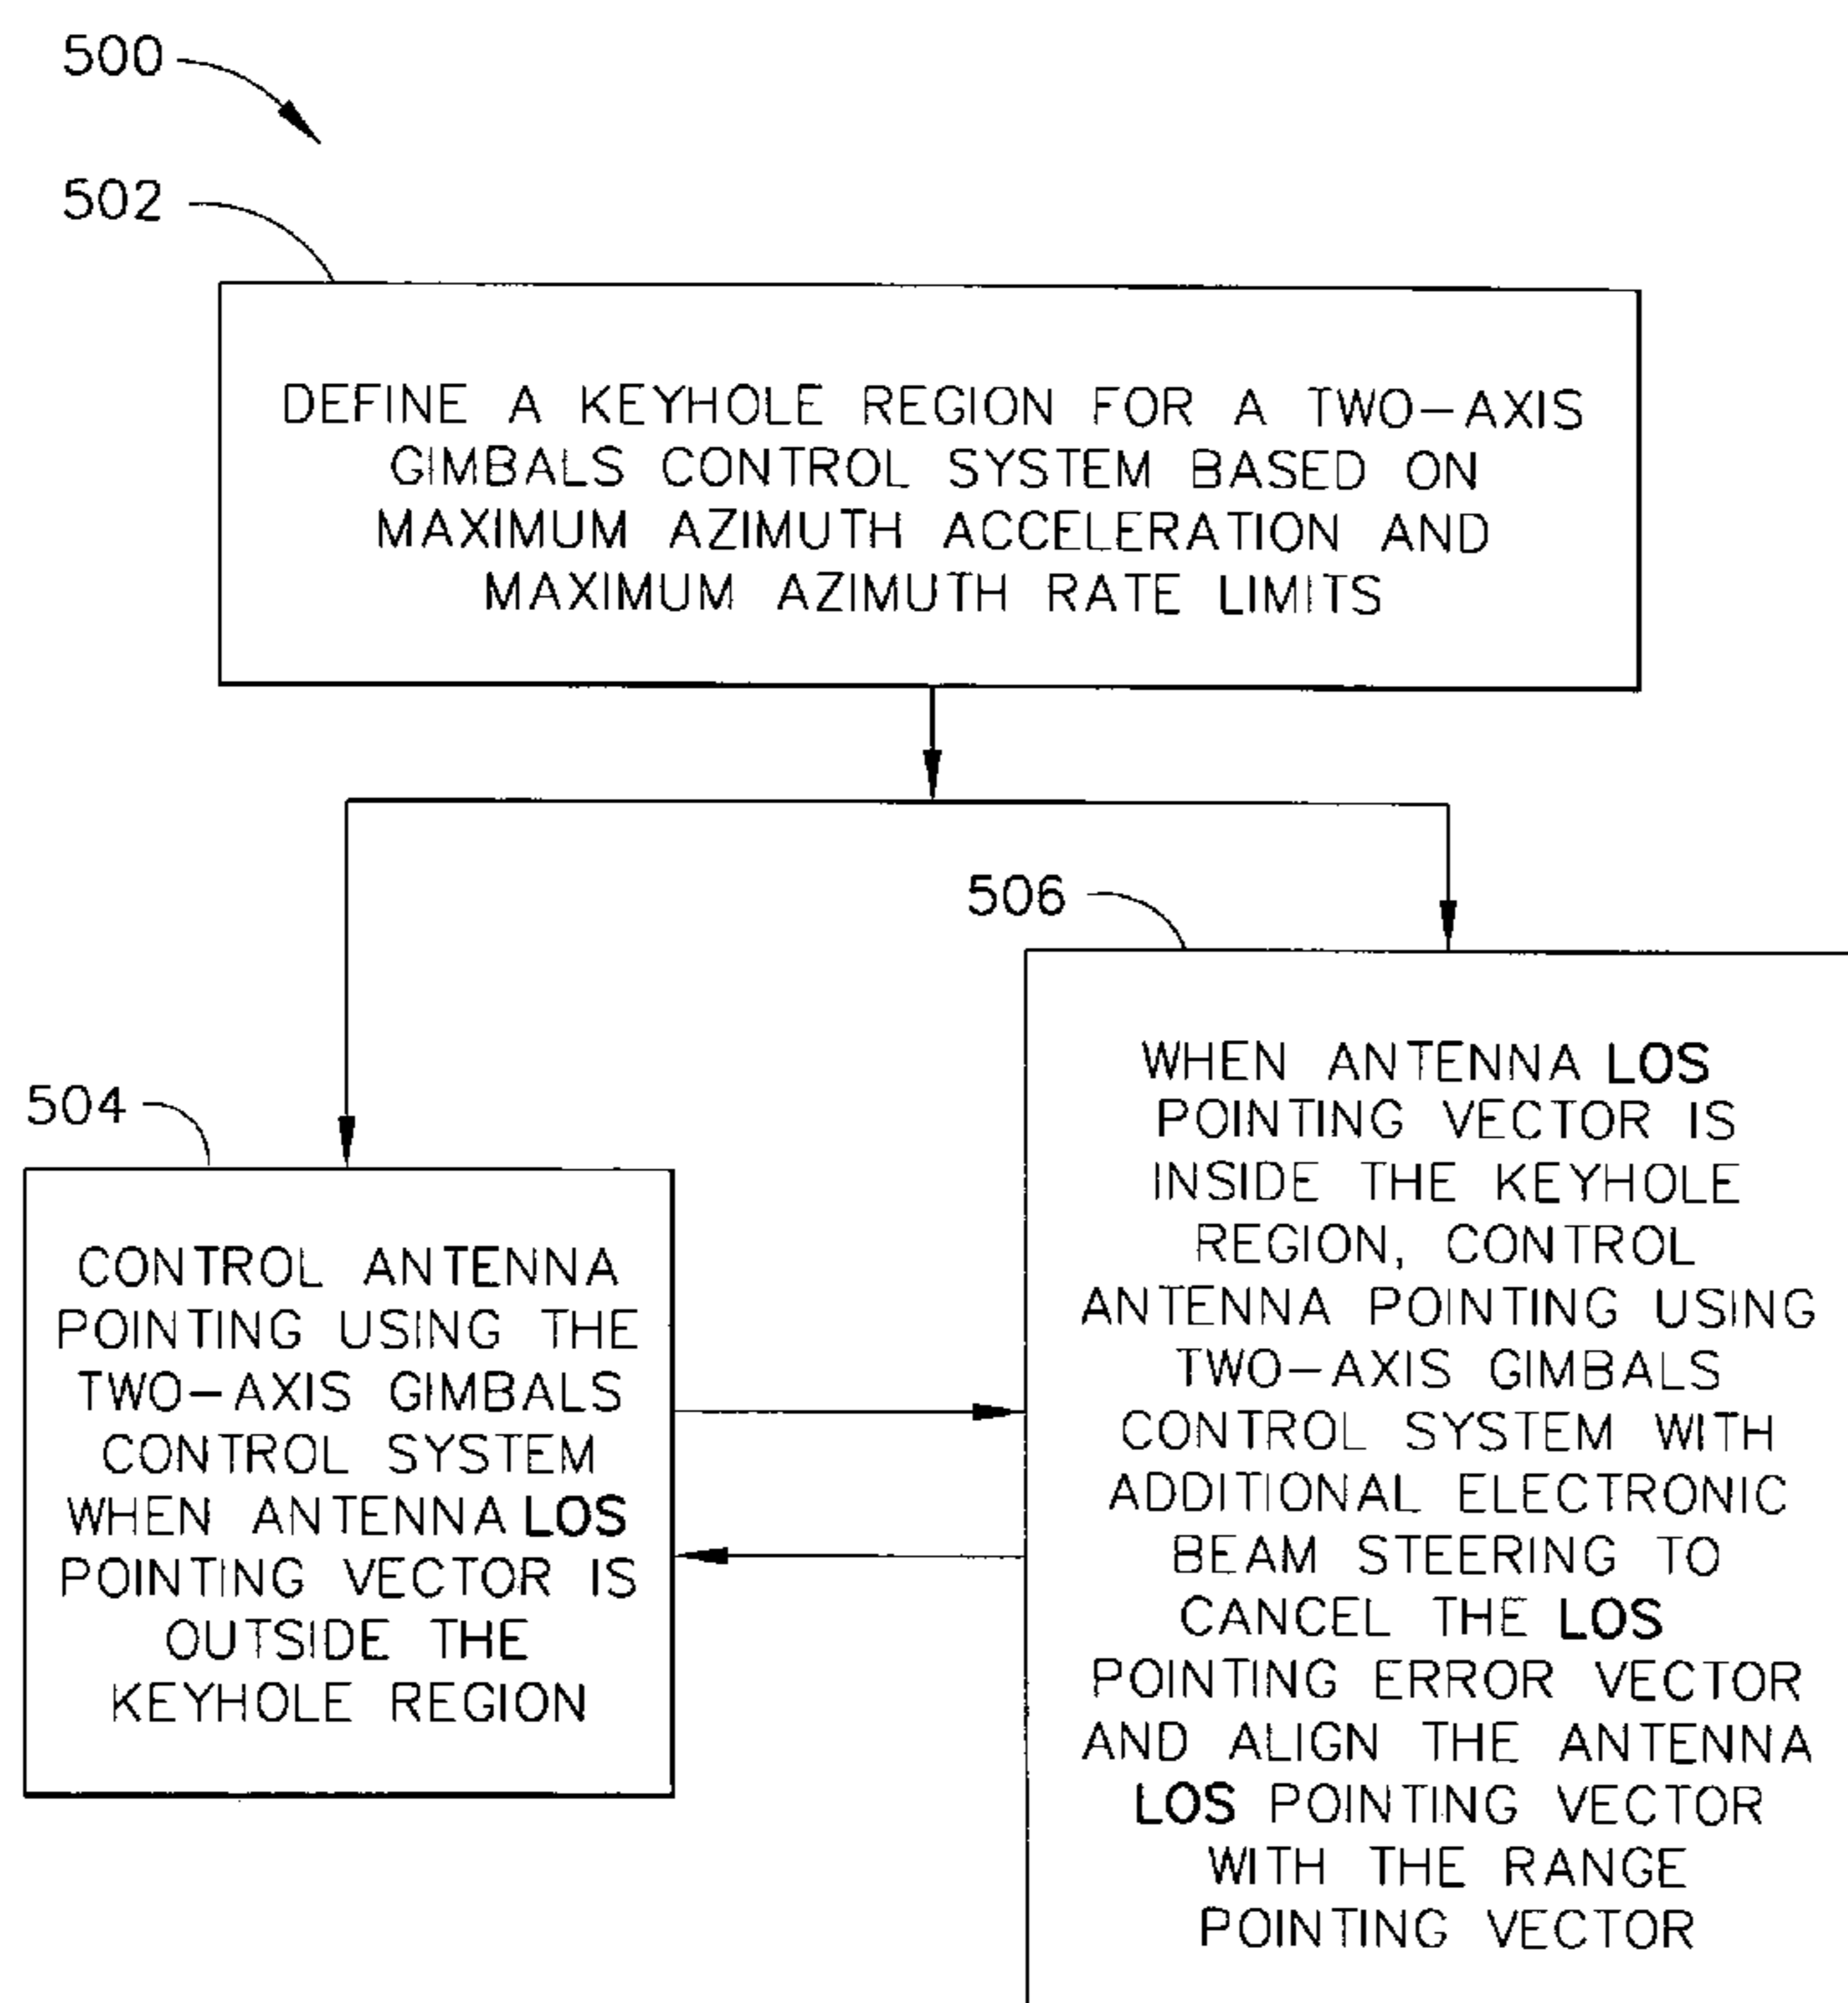 500
502
DEFINE A KEYHOLE REGION FOR A TWO-AXIS
GIMBALS CONTROL SYSTEM BASED ON
MAXIMUM AZIMUTH ACCELERATION AND
MAXIMUM AZIMUTH RATE LIMITS
504
CONTROL ANTENNA
POINTING USING THE
TWO-AXIS GIMBALS
CONTROL SYSTEM
WHEN ANTENNA LOS
POINTING VECTOR IS
OUTSIDE THE
KEYHOLE REGION
506
WHEN ANTENNA LOS
POINTING VECTOR IS
INSIDE THE KEYHOLE
REGION, CONTROL
ANTENNA POINTING USING
TWO-AXIS GIMBALS
CONTROL SYSTEM WITH
ADDITIONAL ELECTRONIC
BEAM STEERING TO
CANCEL THE LOS
POINTING ERROR VECTOR
AND ALIGN THE ANTENNA
LOS POINTING VECTOR
WITH THE RANGE
POINTING VECTOR